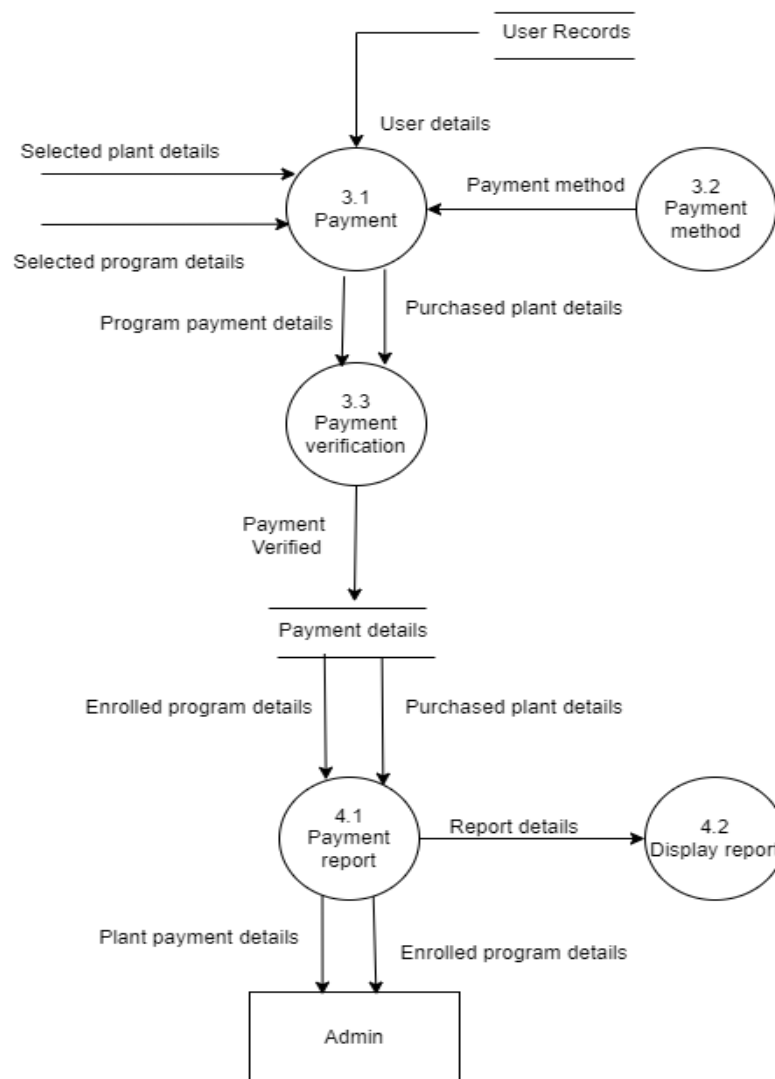 User Records
User details
Selected plant details
3.1
Payment
Payment method
3.2
Payment
method
Selected program details
Program payment details
Purchased plant details
3.3
Payment
verification
Payment
Verified
Payment details
Enrolled program details
Purchased plant details
4.1
Payment
report
Report details
4.2
Display report
Plant payment details
Enrolled program details
Admin